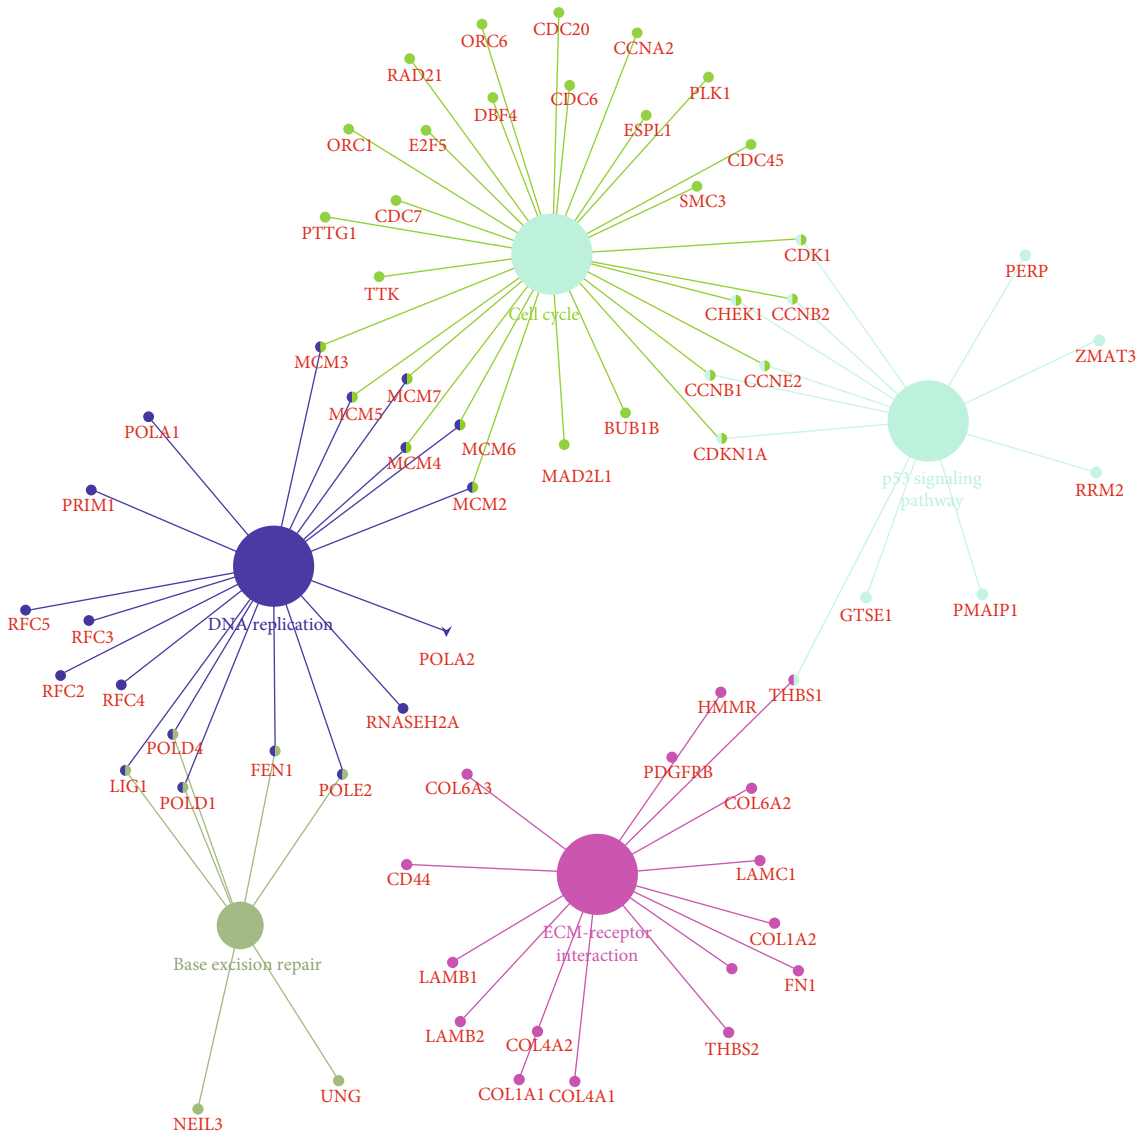 CDC20
ORC6
CCNA2
RAD21
PLK1
CDC6
DBF4
ESPL1
ORC1
E2F5
CDC45
SMC3
CDC7
PTTG1
CDK1
PERP
TTK
CHEK1
CCNB2
Cell cycle
ZMAT3
MCM3
MCM7
CCNB1
CCNE2
MCM5
POLA1
BUB1B
MCM6
CDKN1A
MCM4
MAD2L1
p53 signaling
pathway
RRM2
PRIM1
MCM2
RFC5
DNA replication
RFC3
GTSE1
PMAIP1
POLA2
RFC2
RFC4
THBS1
HMMR
RNASEH2A
POLD4
FEN1
PDGFRB
LIG1
POLE2
COL6A3
POLD1
COL6A2
CD44
LAMC1
ECM-receptor
interaction
COL1A2
Base excision repair
LAMB1
FN1
LAMB2
COL4A2
THBS2
UNG
COL1A1
COL4A1
NEIL3